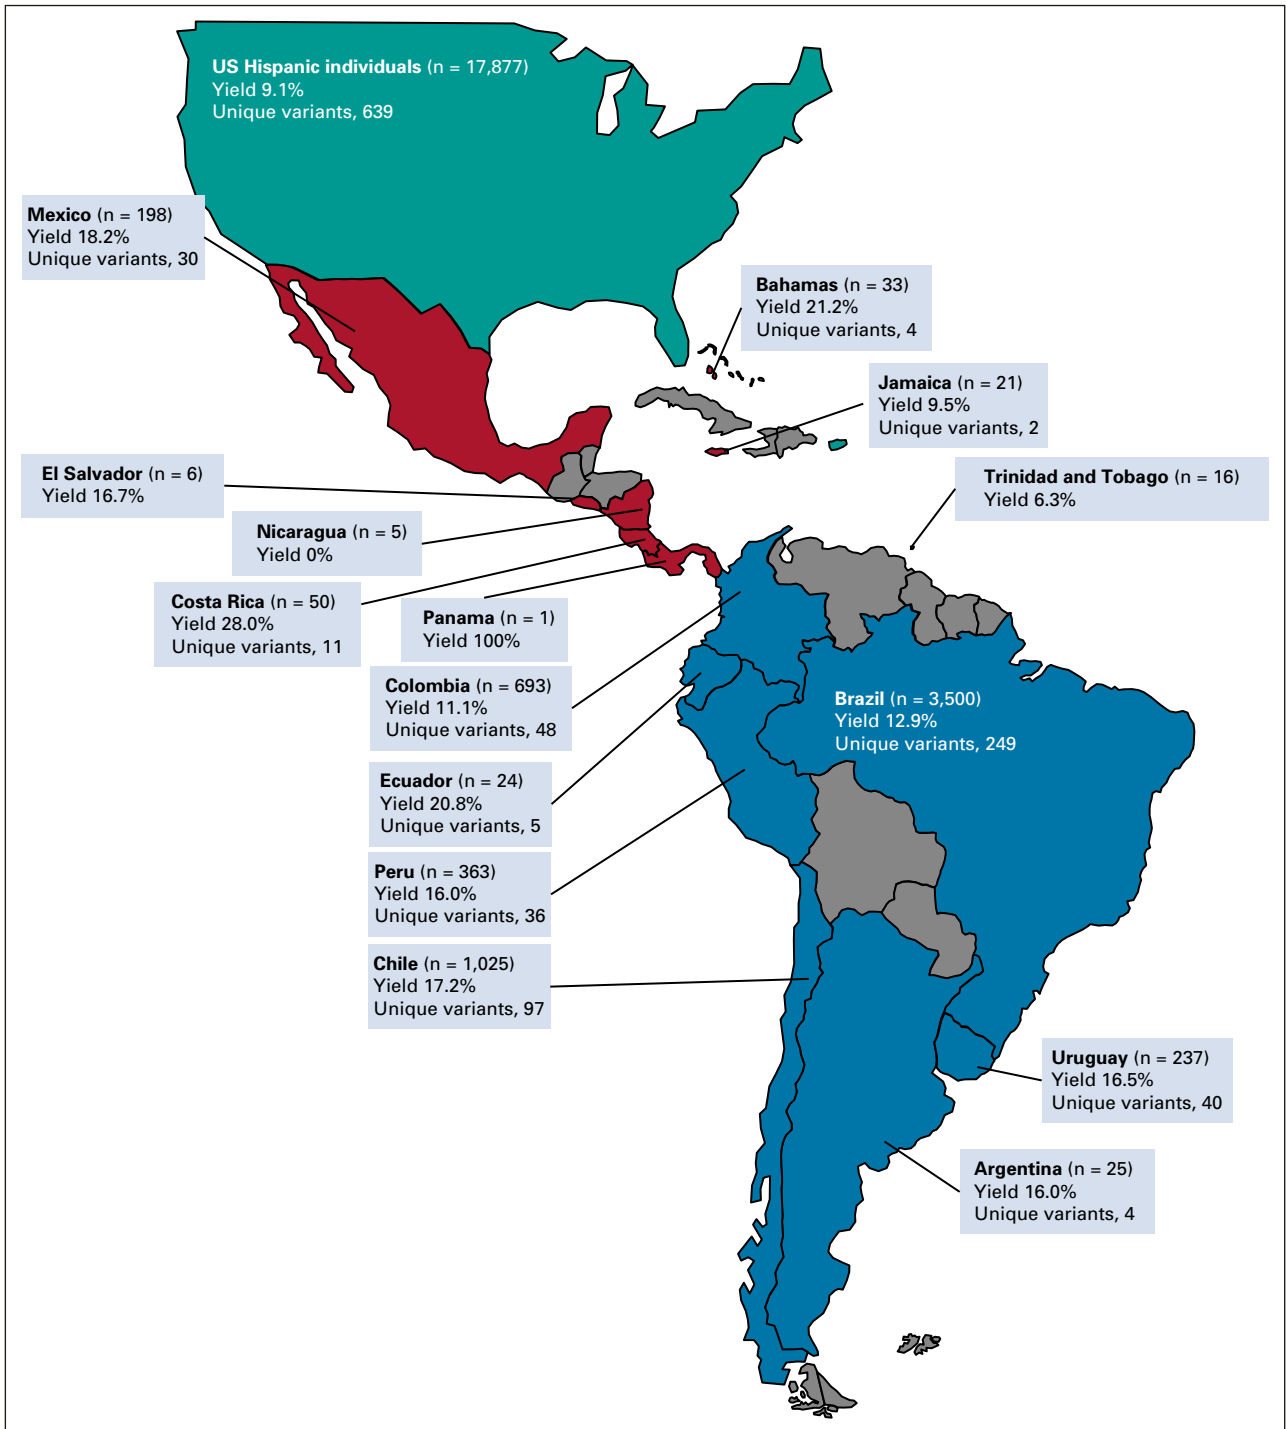 US Hispanic individuals (n = 17,877)
Yield 9.1%
Unique variants, 639
Mexico (n = 198)
Yield 18.2%
Unique variants, 30
Bahamas (n = 33)
Yield 21.2%
Unique variants, 4
Jamaica (n = 21)
Yield 9.5%
Unique variants, 2
El Salvador (n = 6)
Yield 16.7%
Trinidad and Tobago (n = 16)
Yield 6.3%
Nicaragua (n = 5)
Yield 0%
Costa Rica (n = 50)
Yield 28.0%
Unique variants, 11
Panama (n = 1)
Yield 100%
Colombia (n = 693)
Yield 11.1%
Unique variants, 48
Brazil (n = 3,500)
Yield 12.9%
Unique variants, 249
Ecuador (n = 24)
Yield 20.8%
Unique variants, 5
Peru (n = 363)
Yield 16.0%
Unique variants, 36
Chile (n = 1,025)
Yield 17.2%
Unique variants, 97
Uruguay (n = 237)
Yield 16.5%
Unique variants, 40
Argentina (n = 25)
Yield 16.0%
Unique variants, 4